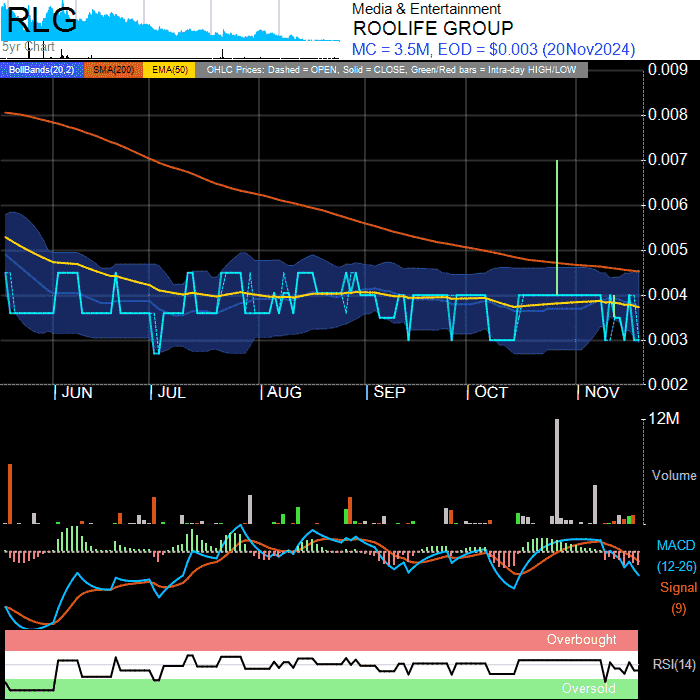 RLG
5yr Chart
Media & Entertainment
ROOLIFE GROUP
MC = 3.5M, EOD = $0.003 (20Nov2024)
BollBands(20,2) SMA(200) EMA(50) OHLC Prices: Dashed = OPEN, Solid = CLOSE, Green/Red bars = Intra-day HIGH/LOW
0.009
0.008
0.007
0.006
0.005
0.004
0.003
0.002
JUN JUL AUG SEP OCT NOV
12M
Volume
MACD
(12-26)
Signal
(9)
Overbought
RSI(14)
Oversold